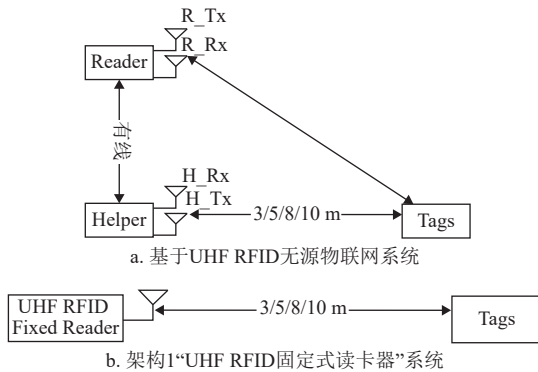 R_Tx
R_Rx
Reader
有线
H_Rx
H_Tx
Helper
3/5/8/10 m
Tags
a. 基于UHF RFID无源物联网系统
UHF RFID
Fixed Reader
3/5/8/10 m
Tags
b. 架构1“UHF RFID固定式读卡器”系统